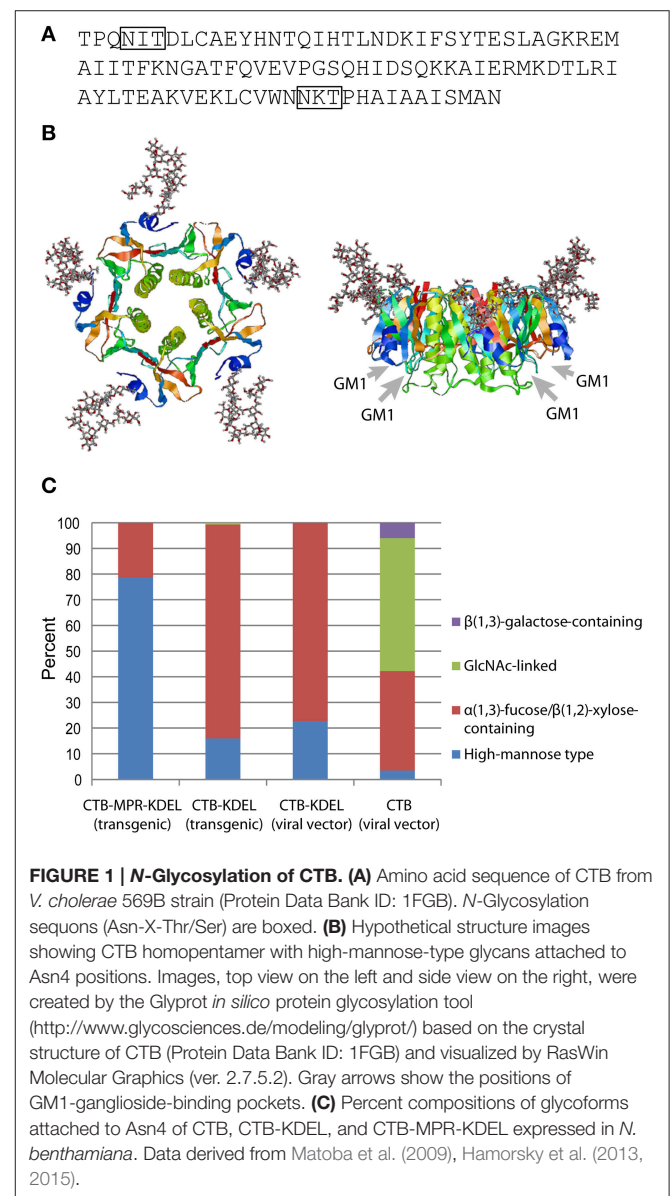 A
TPQNITDLCAEYHNTQIHTLNDKIFSYTESLAGKREM
AIITFKNGATFQVEVPGSQHIDSQKKAIERMKDTLRI
AYLTEAKVEKLCVWNNKTPHAIAAISMAN
B
GM1
GM1
GM1
GM1
C
100
90
80
70
60
50
40
30
20
10
0
Percent
CTB-MPR-KDEL
(transgenic)
CTB-KDEL
(transgenic)
CTB-KDEL
(viral vector)
CTB
(viral vector)
β(1,3)-galactose-containing
GlcNAc-linked
α(1,3)-fucose/β(1,2)-xylose-
containing
High-mannose type
FIGURE 1 | N-Glycosylation of CTB. (A) Amino acid sequence of CTB from
V. cholerae 569B strain (Protein Data Bank ID: 1FGB). N-Glycosylation
sequons (Asn-X-Thr/Ser) are boxed. (B) Hypothetical structure images
showing CTB homopentamer with high-mannose-type glycans attached to
Asn4 positions. Images, top view on the left and side view on the right, were
created by the Glyprot in silico protein glycosylation tool
(http://www.glycosciences.de/modeling/glyprot/) based on the crystal
structure of CTB (Protein Data Bank ID: 1FGB) and visualized by RasWin
Molecular Graphics (ver. 2.7.5.2). Gray arrows show the positions of
GM1-ganglioside-binding pockets. (C) Percent compositions of glycoforms
attached to Asn4 of CTB, CTB-KDEL, and CTB-MPR-KDEL expressed in N.
benthamiana. Data derived from Matoba et al. (2009), Hamorsky et al. (2013,
2015).